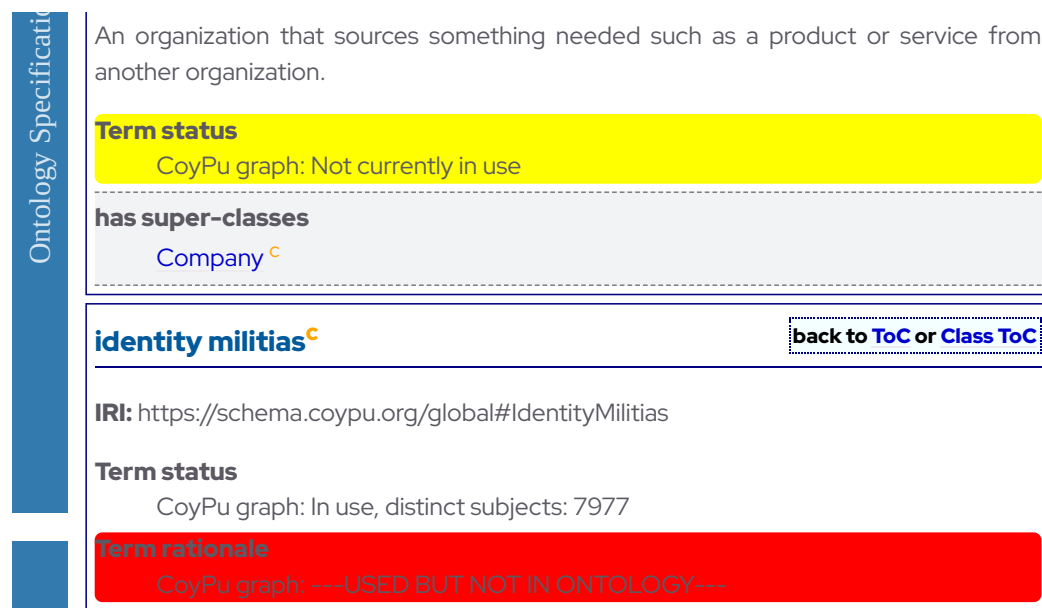 Ontology Specificati
An organization that sources something needed such as a product or service from
another organization.
Term status
CoyPu graph: Not currently in use
has super-classes
Company c
identity militiasc
back to ToC or Class ToC
IRI: https://schema.coypu.org/global#IdentityMilitias
Term status
CoyPu graph: In use, distinct subjects: 7977
Term rationale
CoyPu graph: ---USED BUT NOT IN ONTOLOGY---